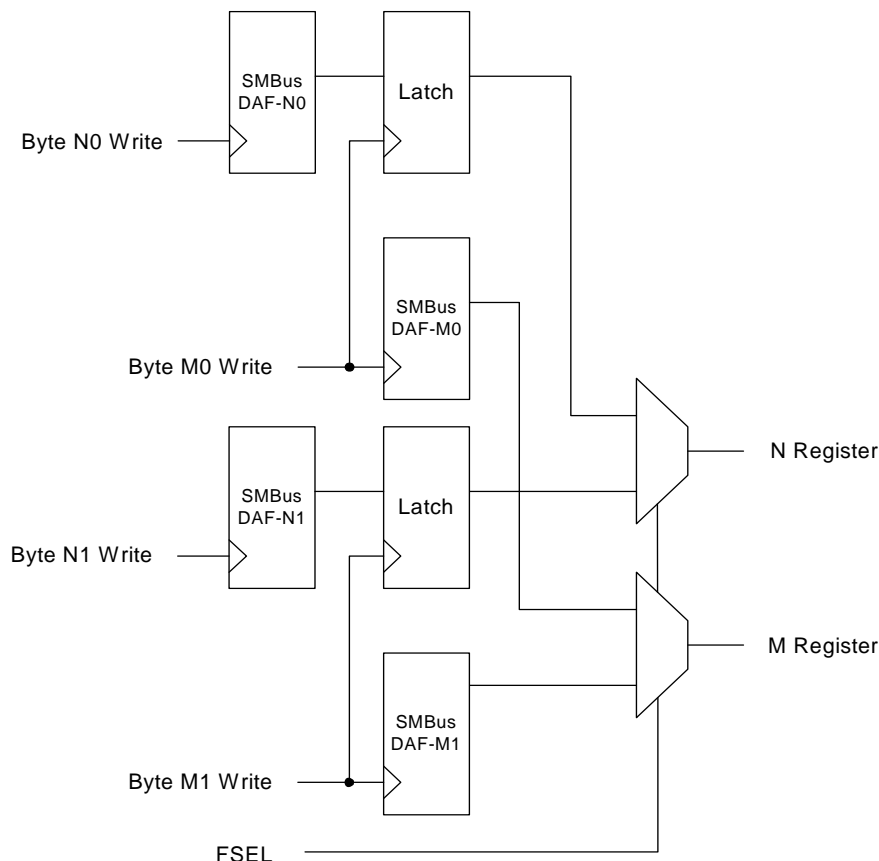 SMBus
DAF-N0
Latch
Byte N0 Write
SMBus
DAF-M0
Byte M0 Write
N Register
SMBus
DAF-N1
Latch
Byte N1 Write
M Register
SMBus
DAF-M1
Byte M1 Write
FSEL